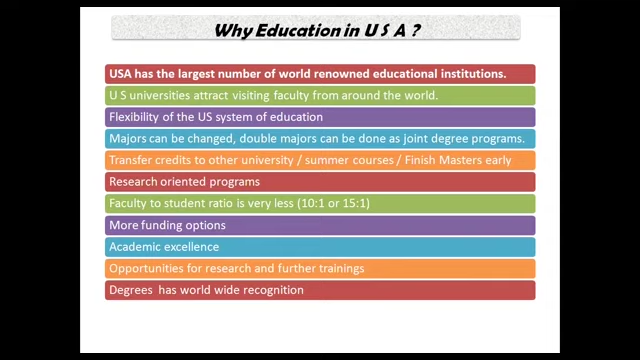 Why Education in U S A ?
USA has the largest number of world renowned educational institutions.
U S universities attract visiting faculty from around the world.
Flexibility of the US system of education
Majors can be changed, double majors can be done as joint degree programs.
Transfer credits to other university / summer courses / Finish Masters early
Research oriented programs
Faculty to student ratio is very less (10:1 or 15:1)
More funding options
Academic excellence
Opportunities for research and further trainings
Degrees has world wide recognition